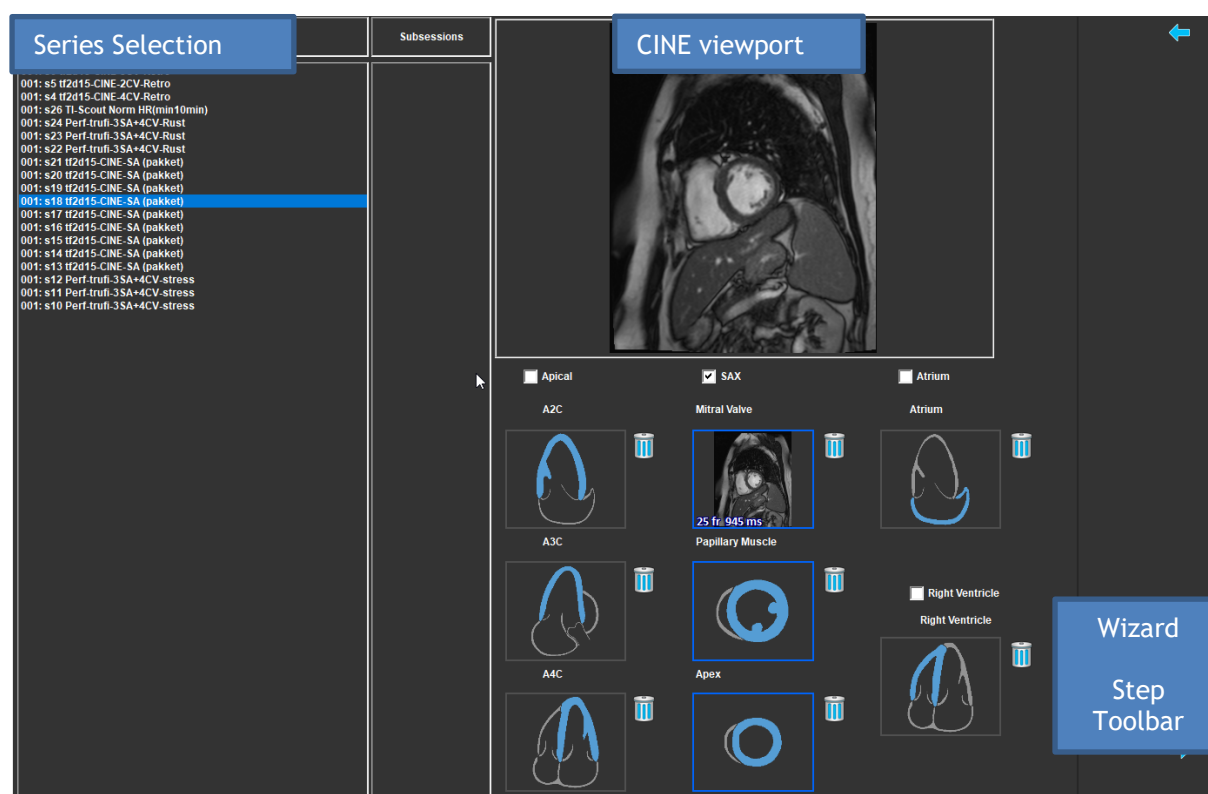 Series Selection
Subsessions
CINE viewport
001: s5 tf2d15-CINE-2CV-Retro
001: s4 tf2d15-CINE-4CV-Retro
001: s26 TI-Scout Norm HR(min10min)
001: s24 Perf-trufi-3SA+4CV-Rust
001: s23 Perf-trufi-3SA+4CV-Rust
001: s22 Perf-trufi-3SA+4CV-Rust
001: s21 tf2d15-CINE-SA (pakket)
001: s20 tf2d15-CINE-SA (pakket)
001: s19 tf2d15-CINE-SA (pakket)
001: s18 tf2d15-CINE-SA (pakket)
001: s17 tf2d15-CINE-SA (pakket)
001: s16 tf2d15-CINE-SA (pakket)
001: s15 tf2d15-CINE-SA (pakket)
001: s14 tf2d15-CINE-SA (pakket)
001: s13 tf2d15-CINE-SA (pakket)
001: s12 Perf-trufi-3SA+4CV-stress
001: s11 Perf-trufi-3SA+4CV-stress
001: s10 Perf-trufi-3SA+4CV-stress
Apical
SAX
Atrium
A2C
Mitral Valve
Atrium
25 fr 945 ms
A3C
Papillary Muscle
Right Ventricle
Right Ventricle
A4C
Apex
Wizard
Step
Toolbar